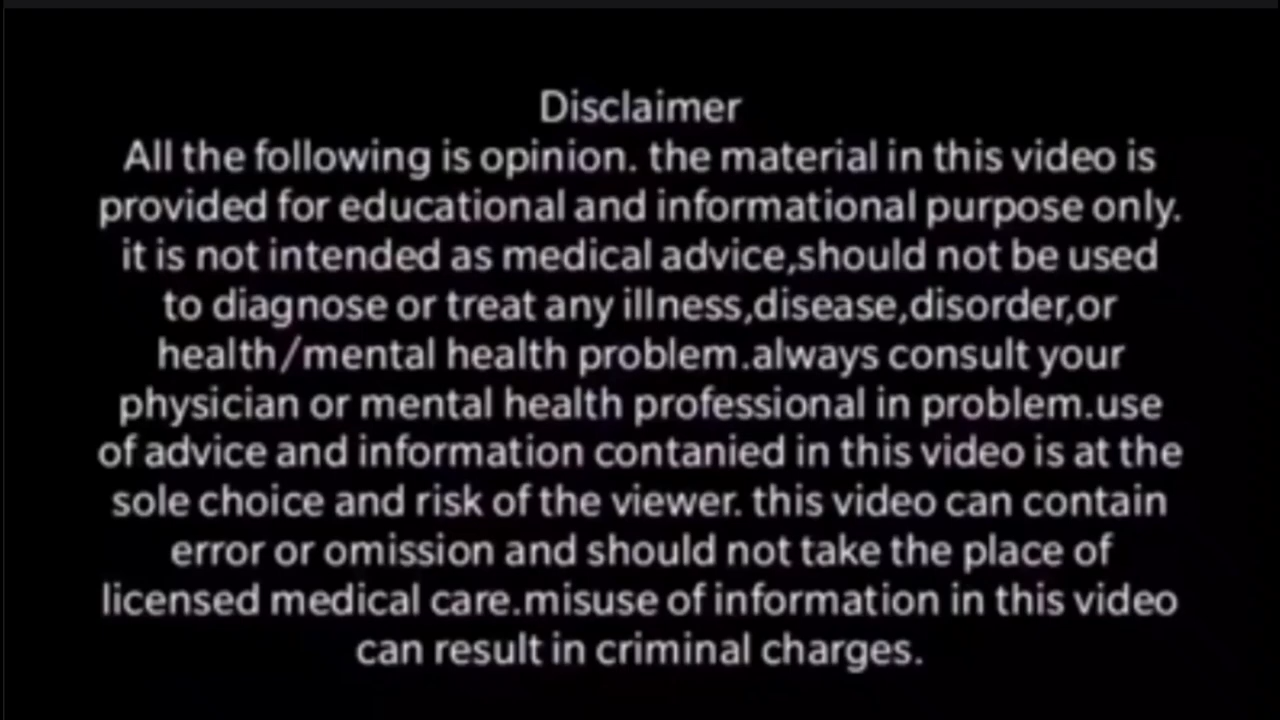 Disclaimer
All the following is opinion. the material in this video is
provided for educational and informational purpose only.
it is not intended as medical advice,should not be used
to diagnose or treat any illness,disease,disorder,or
health/mental health problem.always consult your
physician or mental health professional in problem.use
of advice and information contanied in this video is at the
sole choice and risk of the viewer. this video can contain
error or omission and should not take the place of
licensed medical care.misuse of information in this video
can result in criminal charges.